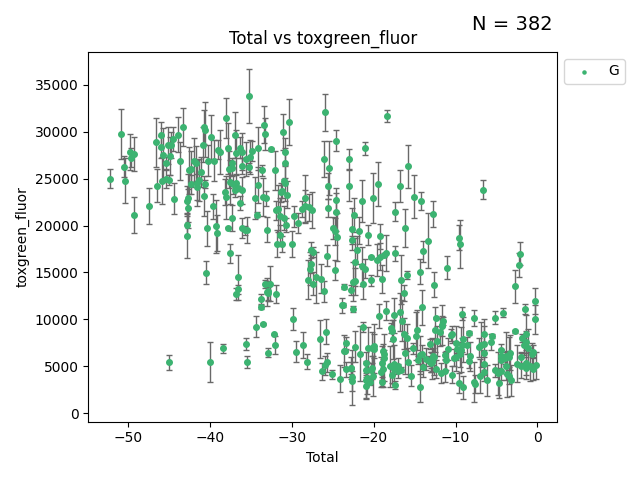 N = 382
Total vs toxgreen_fluor
G
toxgreen_fluor
35000
30000
25000
20000
15000
10000
5000
0
−50 −40 −30 −20 −10 0
Total